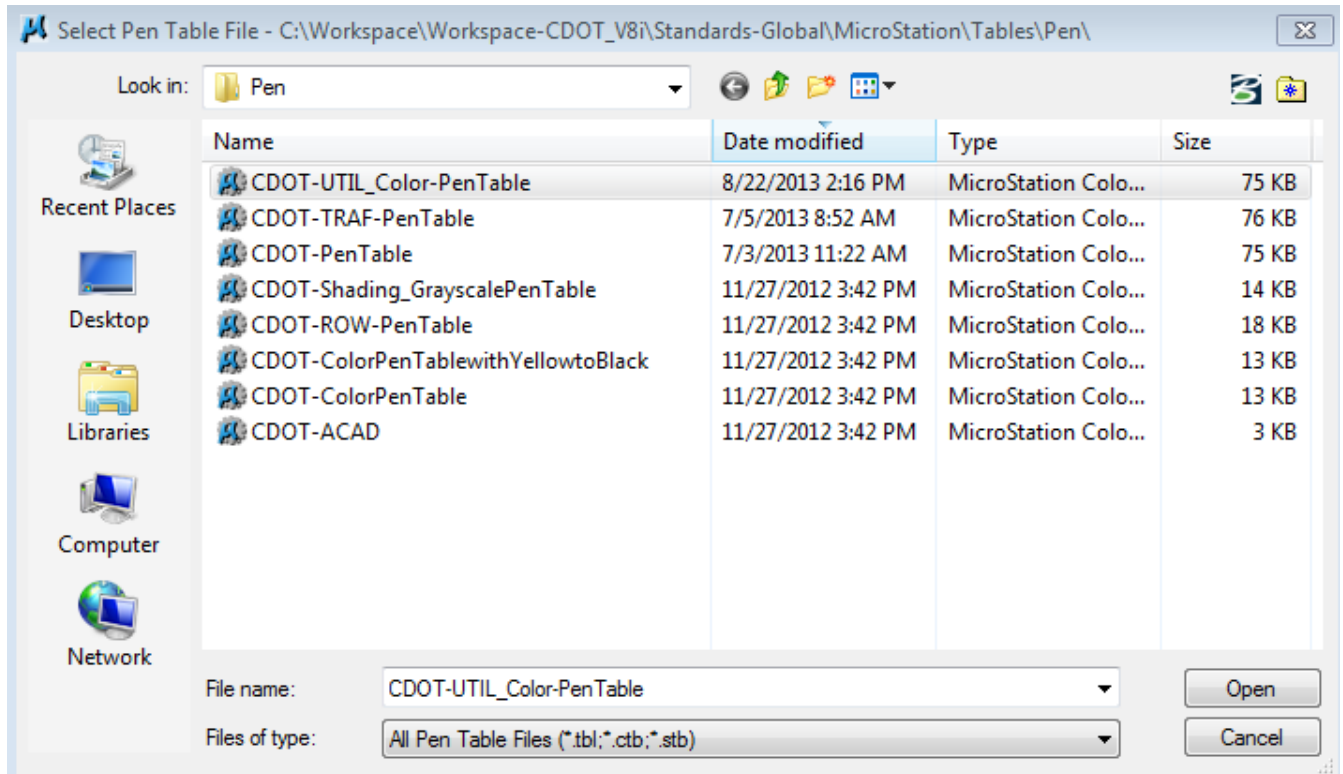 Select Pen Table File - C:\Workspace\Workspace-CDOT_V8i\Standards-Global\MicroStation\Tables\Pen\
Look in: Pen
Name Date modified Type Size
CDOT-UTIL_Color-PenTable 8/22/2013 2:16 PM MicroStation Colo... 75 KB
CDOT-TRAF-PenTable 7/5/2013 8:52 AM MicroStation Colo... 76 KB
CDOT-PenTable 7/3/2013 11:22 AM MicroStation Colo... 75 KB
CDOT-Shading_GrayscalePenTable 11/27/2012 3:42 PM MicroStation Colo... 14 KB
CDOT-ROW-PenTable 11/27/2012 3:42 PM MicroStation Colo... 18 KB
CDOT-ColorPenTablewithYellowtoBlack 11/27/2012 3:42 PM MicroStation Colo... 13 KB
CDOT-ColorPenTable 11/27/2012 3:42 PM MicroStation Colo... 13 KB
CDOT-ACAD 11/27/2012 3:42 PM MicroStation Colo... 3 KB
Recent Places
Desktop
Libraries
Computer
Network
File name: CDOT-UTIL_Color-PenTable Open
Files of type: All Pen Table Files (*.tbl;*.ctb;*.stb) Cancel